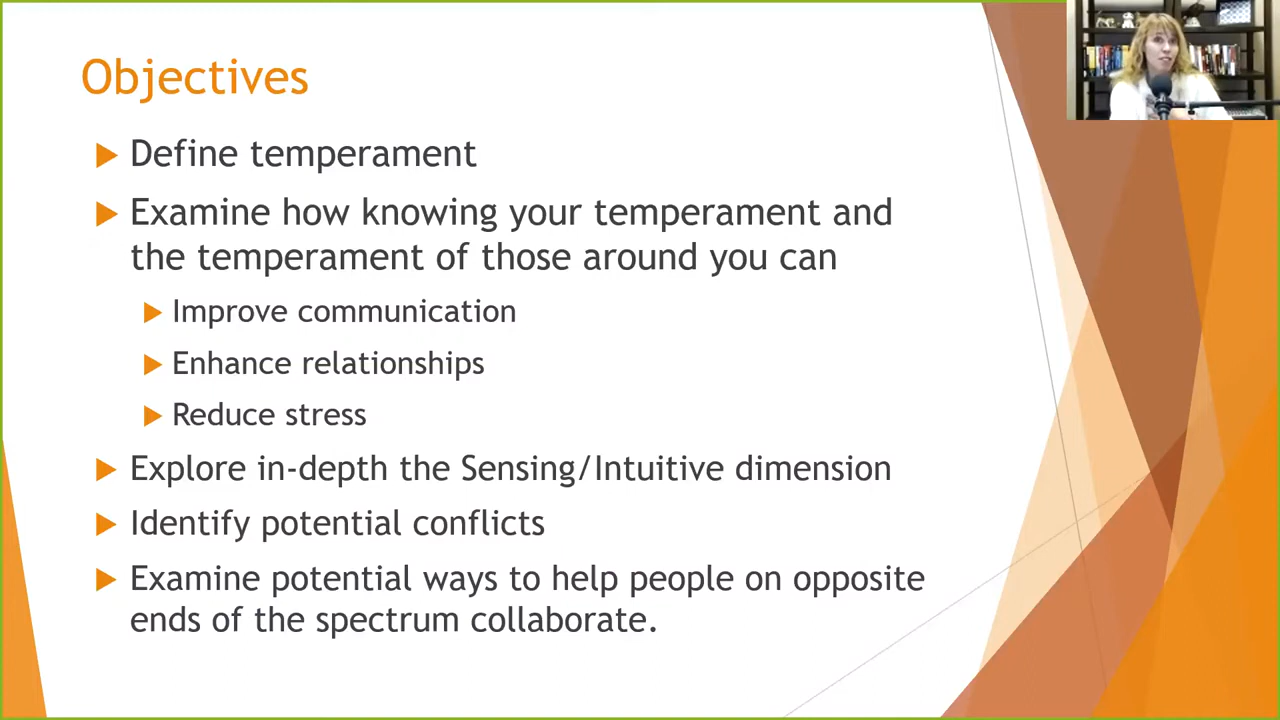 Objectives
Define temperament
Examine how knowing your temperament and
the temperament of those around you can
Improve communication
Enhance relationships
Reduce stress
Explore in-depth the Sensing/Intuitive dimension
Identify potential conflicts
Examine potential ways to help people on opposite
ends of the spectrum collaborate.